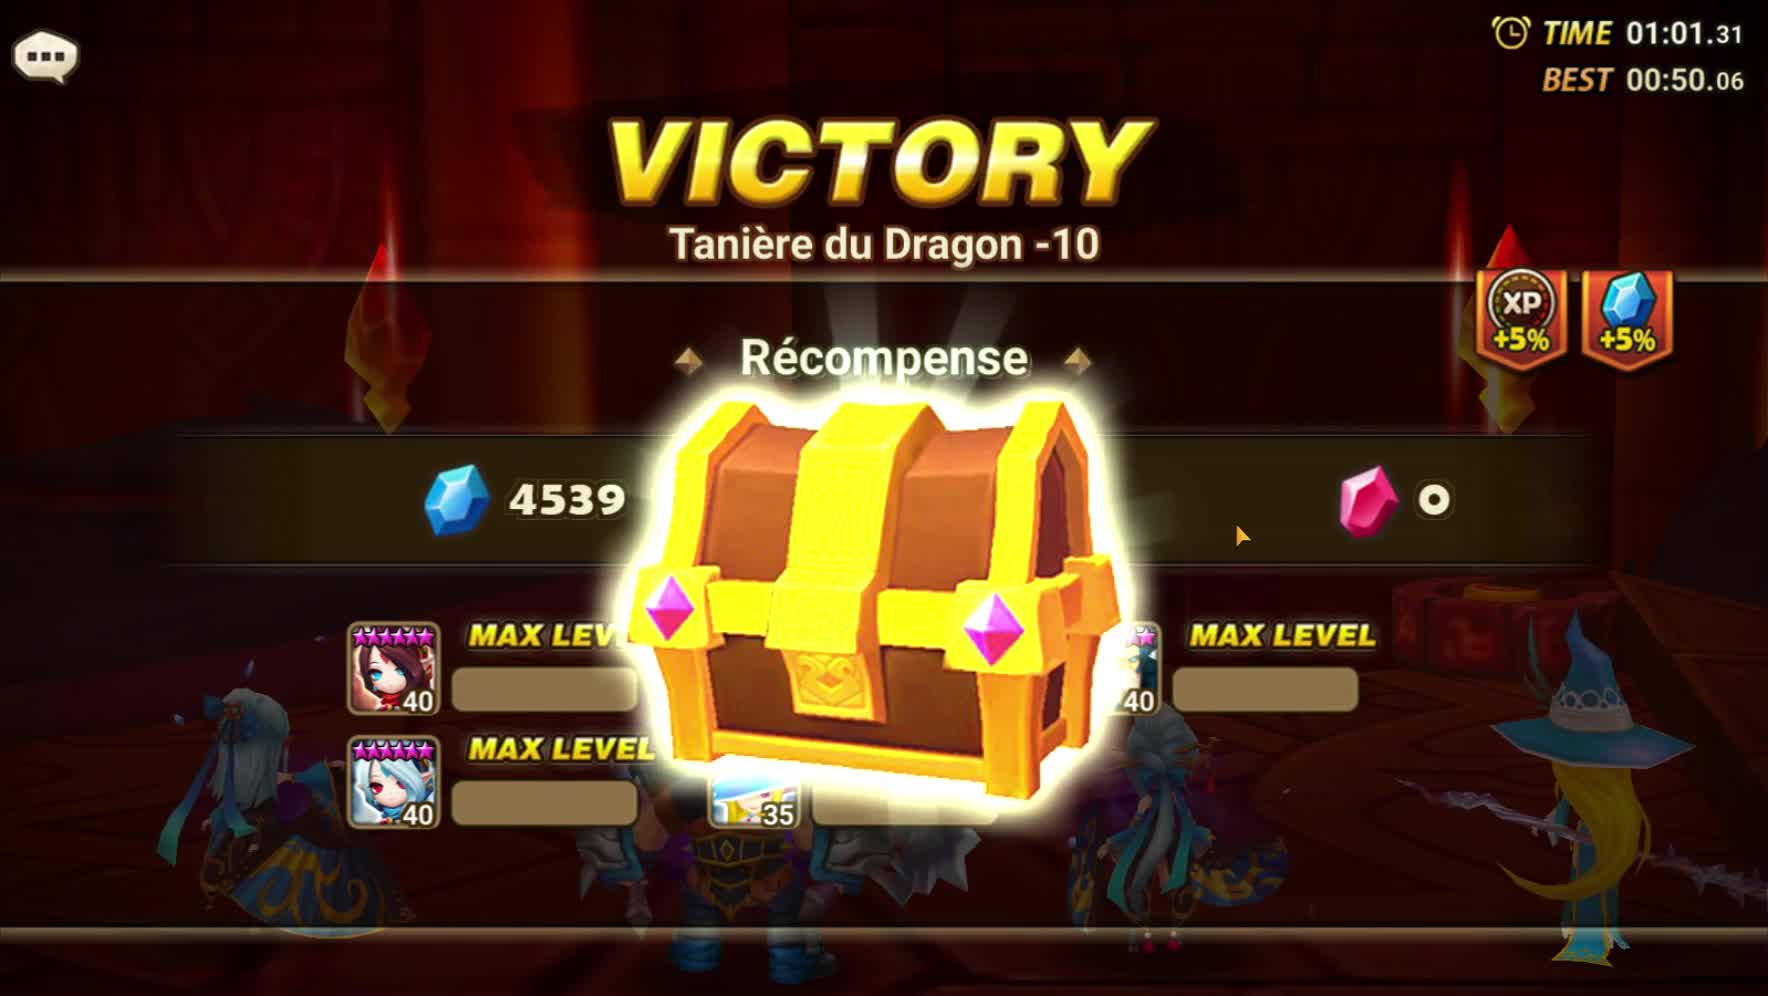 TIME 01:01.31
BEST 00:50.06
VICTORY
Tanière du Dragon -10
XP
+5%
+5%
Récompense
4539
0
MAX LEV
40
MAX LEVEL
40
MAX LEVEL
40
35